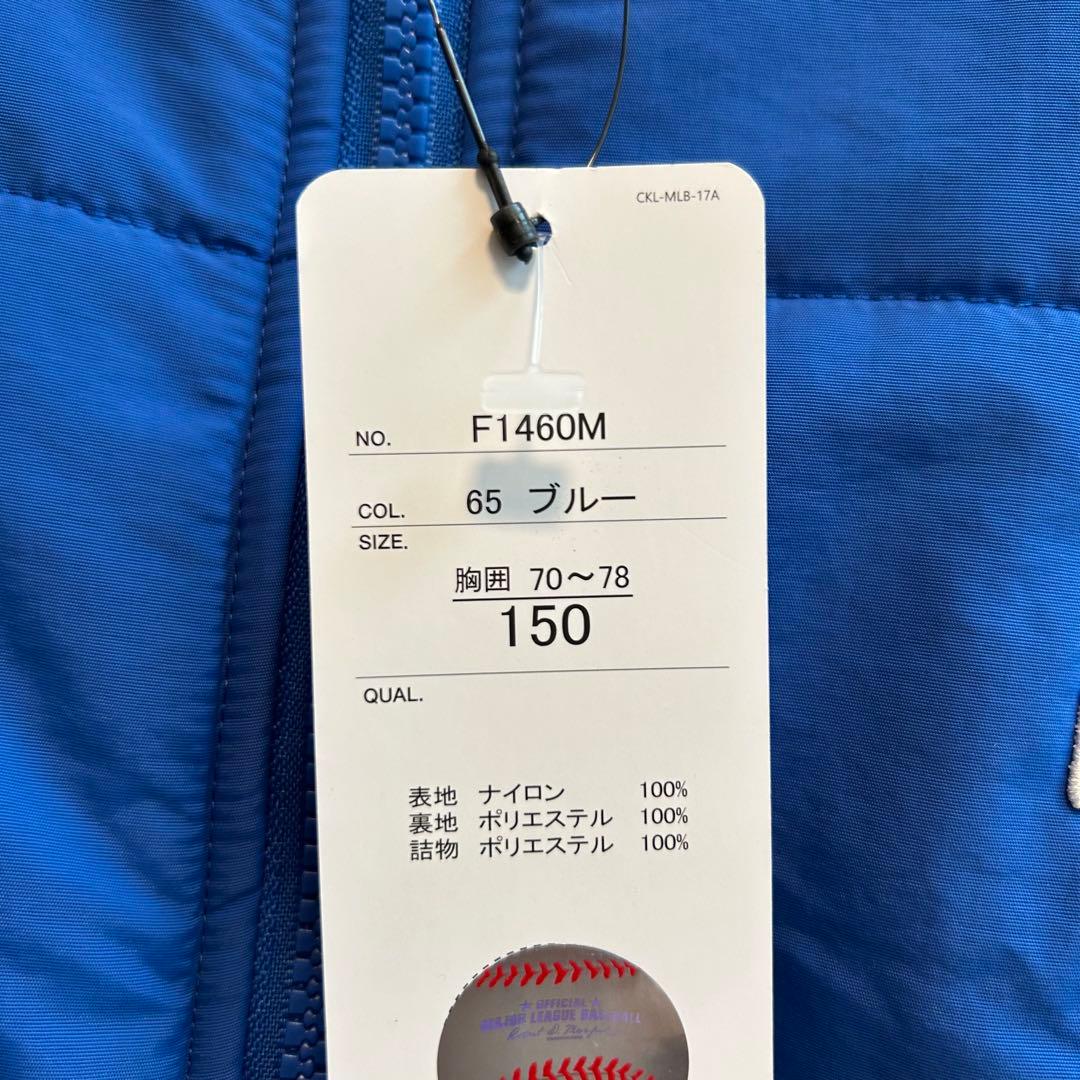 CKL-MLB-17A
NO. F1460M
COL. 65 ブルー
SIZE.
胸囲 70～78
150
QUAL.
表地 ナイロン 100%
裏地 ポリエステル 100%
詰物 ポリエステル 100%
★ OFFICIAL ★
MAJOR LEAGUE BASEBALL